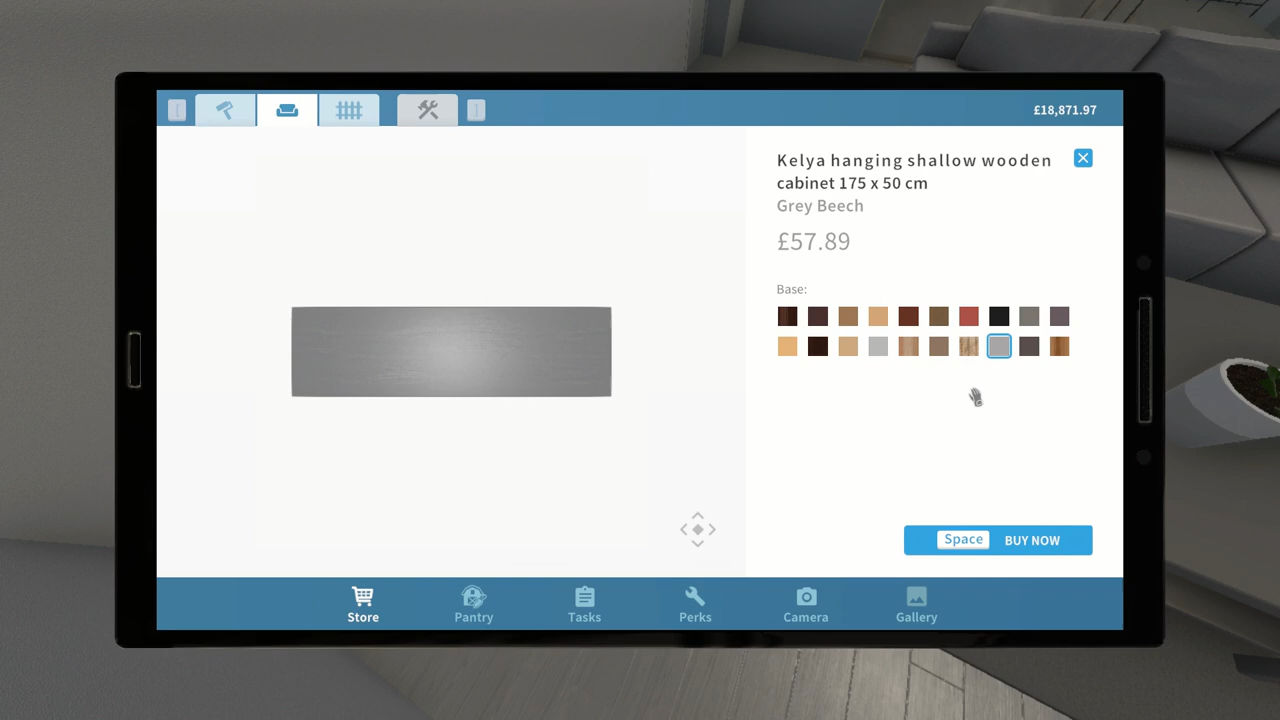 £18,871.97
Kelya hanging shallow wooden
cabinet 175 x 50 cm
Grey Beech
£57.89
Base:
Space BUY NOW
Store Pantry Tasks Perks Camera Gallery